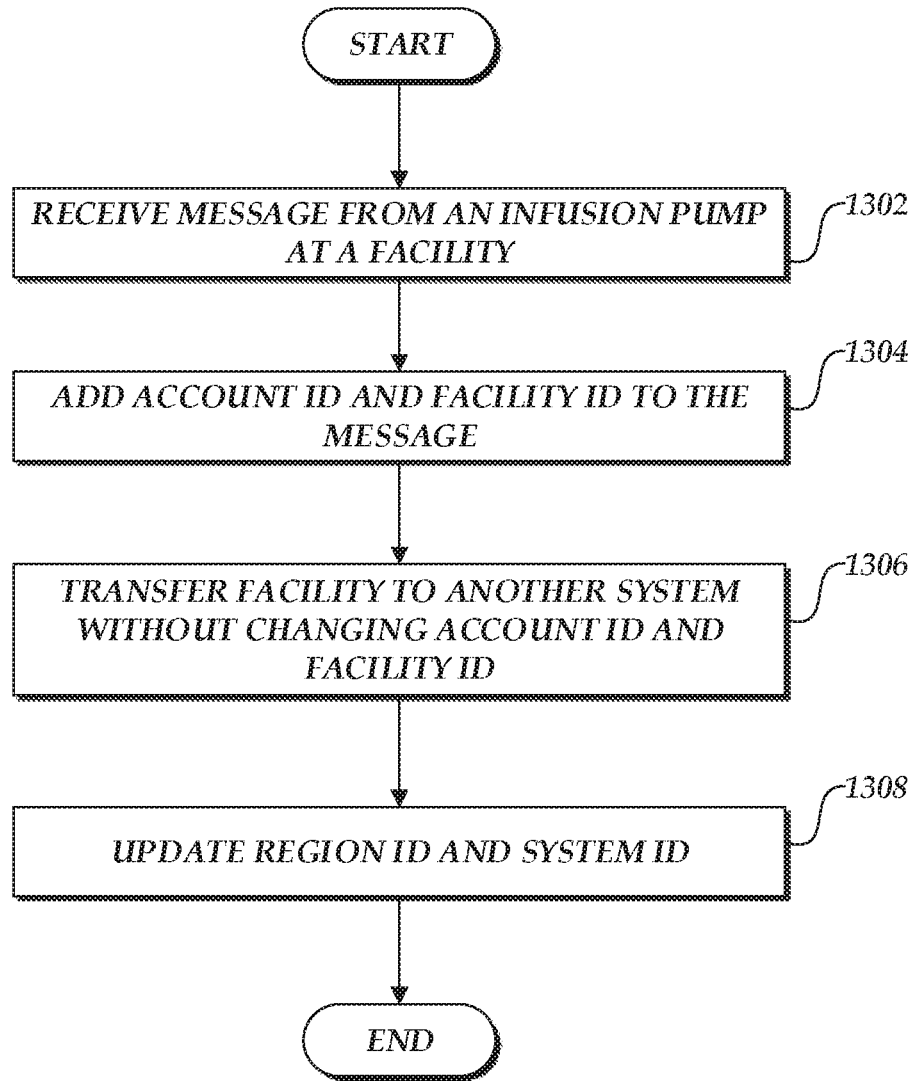 START
RECEIVE MESSAGE FROM AN INFUSION PUMP
AT A FACILITY
1302
ADD ACCOUNT ID AND FACILITY ID TO THE
MESSAGE
1304
TRANSFER FACILITY TO ANOTHER SYSTEM
WITHOUT CHANGING ACCOUNT ID AND
FACILITY ID
1306
UPDATE REGION ID AND SYSTEM ID
1308
END